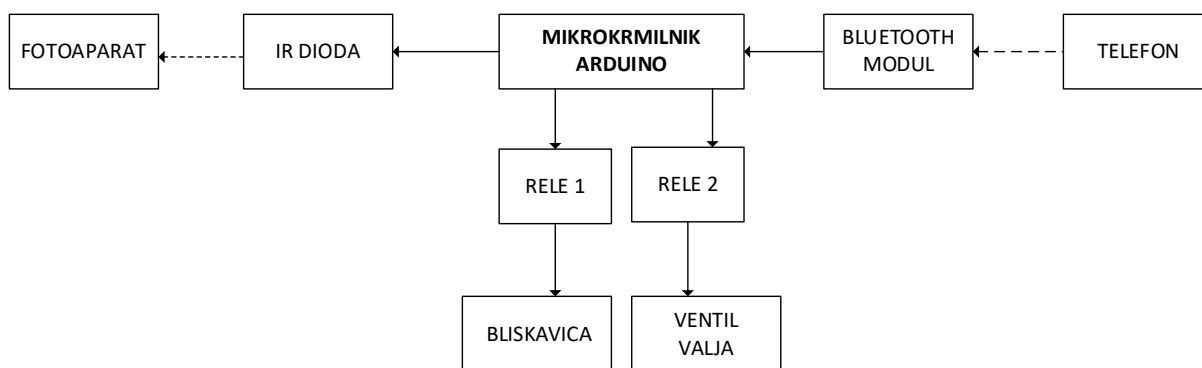 FOTOAPARAT
IR DIODA
MIKROKRMILNIK
ARDUINO
BLUETOOTH
MODUL
TELEFON
RELE 1
RELE 2
BLISKAVICA
VENTIL
VALJA